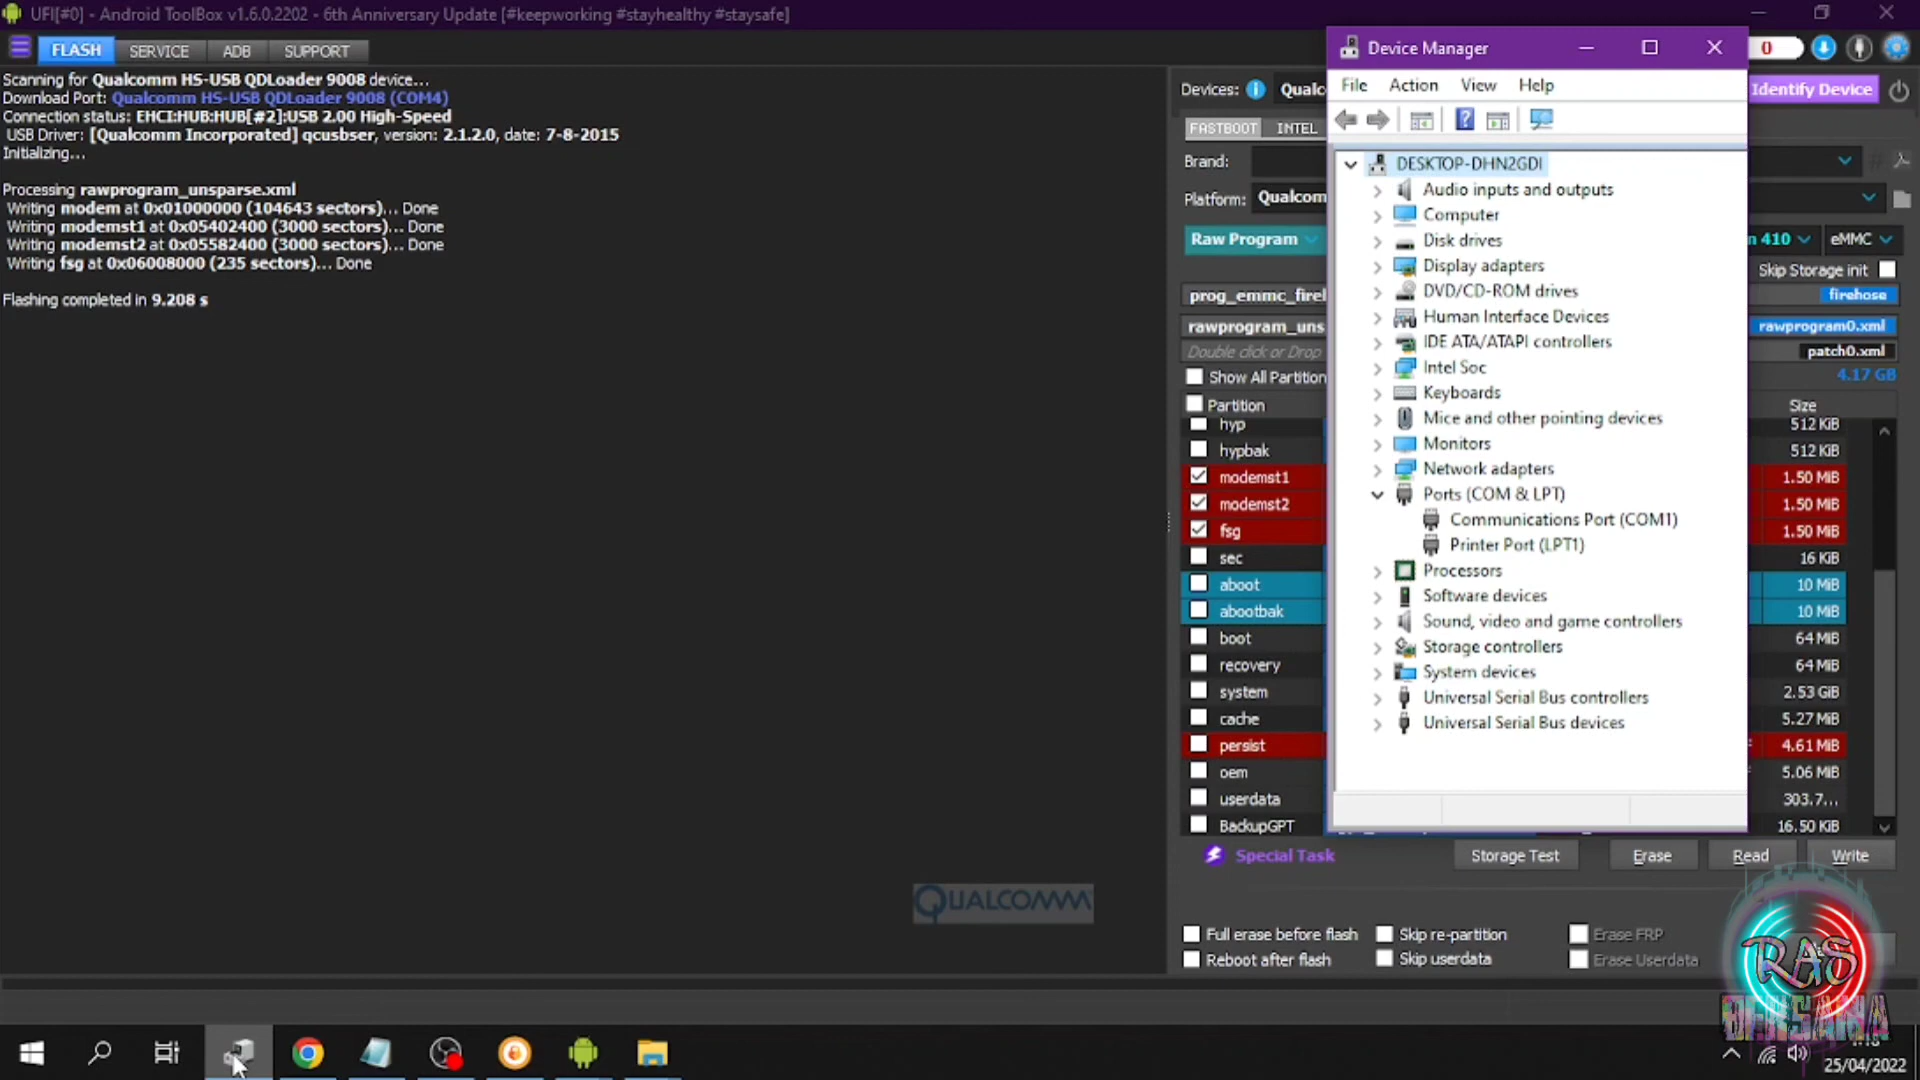 UFI[#0] - Android ToolBox v1.6.0.2202 - 6th Anniversary Update [#keepworking #stayhealthy #staysafe]
FLASH SERVICE ADB SUPPORT
Scanning for Qualcomm HS-USB QDLoader 9008 device...
Download Port: Qualcomm HS-USB QDLoader 9008 (COM4)
Connection status: EHCI:HUB:HUB[#2]:USB 2.00 High-Speed
USB Driver: [Qualcomm Incorporated] qcusbser, version: 2.1.2.0, date: 7-8-2015
Initializing...
Processing rawprogram_unsparse.xml
Writing modem at 0x01000000 (104643 sectors)... Done
Writing modemst1 at 0x05402400 (3000 sectors)... Done
Writing modemst2 at 0x05582400 (3000 sectors)... Done
Writing fsg at 0x06008000 (235 sectors)... Done
Flashing completed in 9.208 s
QUALCOMM
Device Manager
File Action View Help
DESKTOP-DHN2GDI
Audio inputs and outputs
Computer
Disk drives
Display adapters
DVD/CD-ROM drives
Human Interface Devices
IDE ATA/ATAPI controllers
Intel Soc
Keyboards
Mice and other pointing devices
Monitors
Network adapters
Ports (COM & LPT)
Communications Port (COM1)
Printer Port (LPT1)
Processors
Software devices
Sound, video and game controllers
Storage controllers
System devices
Universal Serial Bus controllers
Universal Serial Bus devices
0
Devices: Qualc Identify Device
FASTBOOT INTEL
Brand:
Platform: Qualcom
Raw Program n 410 eMMC
Skip Storage init
prog_emmc_firel firehose
rawprogram_uns rawprogram0.xml
Double click or Drop patch0.xml
Show All Partition 4.17 GB
Partition Size
hyp 512 KiB
hypbak 512 KiB
modemst1 1.50 MiB
modemst2 1.50 MiB
fsg 1.50 MiB
sec 16 KiB
aboot 10 MiB
abootbak 10 MiB
boot 64 MiB
recovery 64 MiB
system 2.53 GiB
cache 5.27 MiB
persist 4.61 MiB
oem 5.06 MiB
userdata 303.7...
BackupGPT 16.50 KiB
Special Task Storage Test Erase Read Write
Full erase before flash Skip re-partition Erase FRP
Reboot after flash Skip userdata Erase Userdata
RAS
BERSAMA
25/04/2022